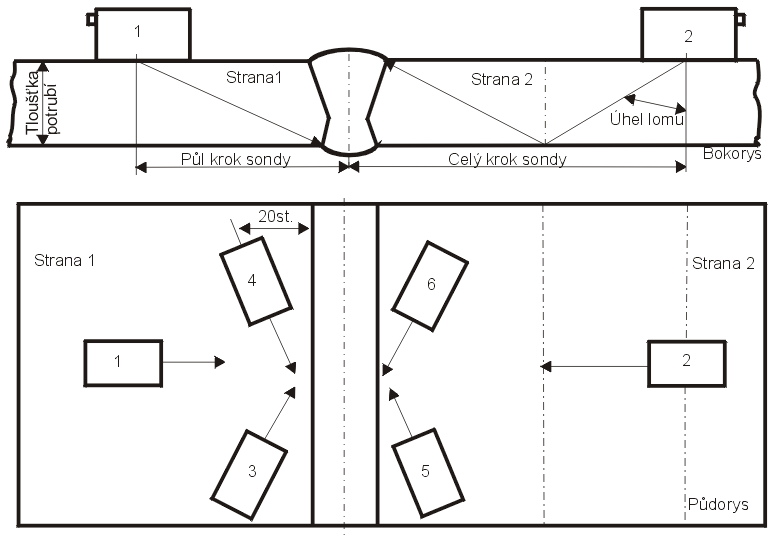 1
2
Strana1
Strana 2
Tloušťka
potrubí
Úhel lomu
Bokorys
Půl krok sondy
Celý krok sondy
20st.
Strana 1
Strana 2
4
6
1
2
3
5
Půdorys